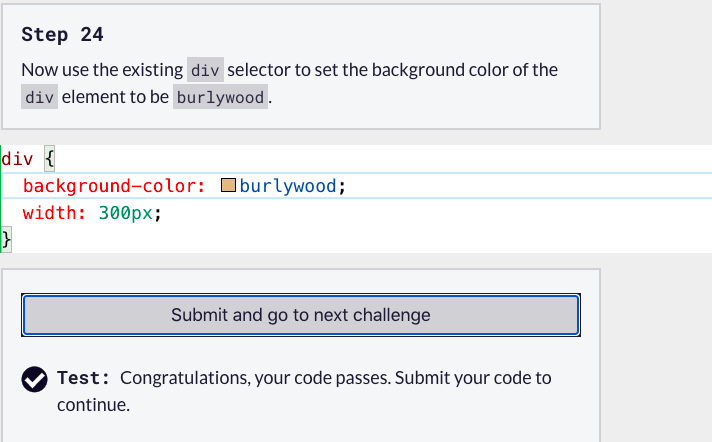 Step 24
Now use the existing div selector to set the background color of the
div element to be burlywood.
div {
  background-color: burlywood;
  width: 300px;
}
Submit and go to next challenge
Test: Congratulations, your code passes. Submit your code to
continue.